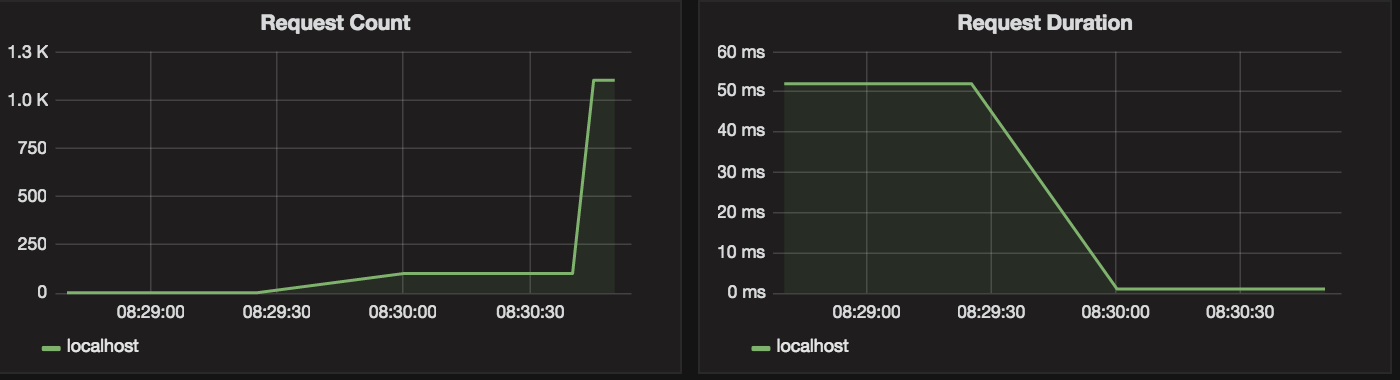 Request Count
1.3 K
1.0 K
750
500
250
0
08:29:00 08:29:30 08:30:00 08:30:30
localhost
Request Duration
60 ms
50 ms
40 ms
30 ms
20 ms
10 ms
0 ms
08:29:00 08:29:30 08:30:00 08:30:30
localhost